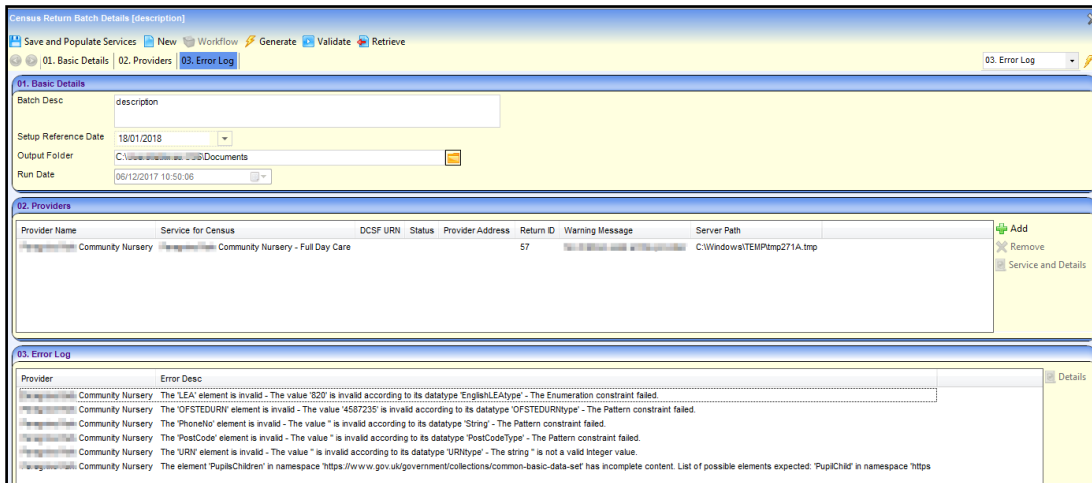 Census Return Batch Details [description]
Save and Populate Services New Workflow Generate Validate Retrieve
01. Basic Details 02. Providers 03. Error Log 03. Error Log
01. Basic Details
Batch Desc description
Setup Reference Date 18/01/2018
Output Folder C:\ \Documents
Run Date 06/12/2017 10:50:06
02. Providers
Provider Name Service for Census DCSF URN Status Provider Address Return ID Warning Message Server Path
Community Nursery Community Nursery - Full Day Care 57 C:\Windows\TEMP\tmp271A.tmp
Add
Remove
Service and Details
03. Error Log
Provider Error Desc
Details
Community Nursery The 'LEA' element is invalid - The value '820' is invalid according to its datatype 'EnglishLEAtype' - The Enumeration constraint failed.
Community Nursery The 'OFSTEDURN' element is invalid - The value '4587235' is invalid according to its datatype 'OFSTEDURNtype' - The Pattern constraint failed.
Community Nursery The 'PhoneNo' element is invalid - The value '' is invalid according to its datatype 'String' - The Pattern constraint failed.
Community Nursery The 'PostCode' element is invalid - The value '' is invalid according to its datatype 'PostCodeType' - The Pattern constraint failed.
Community Nursery The 'URN' element is invalid - The value '' is invalid according to its datatype 'URNtype' - The string '' is not a valid Integer value.
Community Nursery The element 'PupilsChildren' in namespace 'https://www.gov.uk/government/collections/common-basic-data-set' has incomplete content. List of possible elements expected: 'PupilChild' in namespace 'https